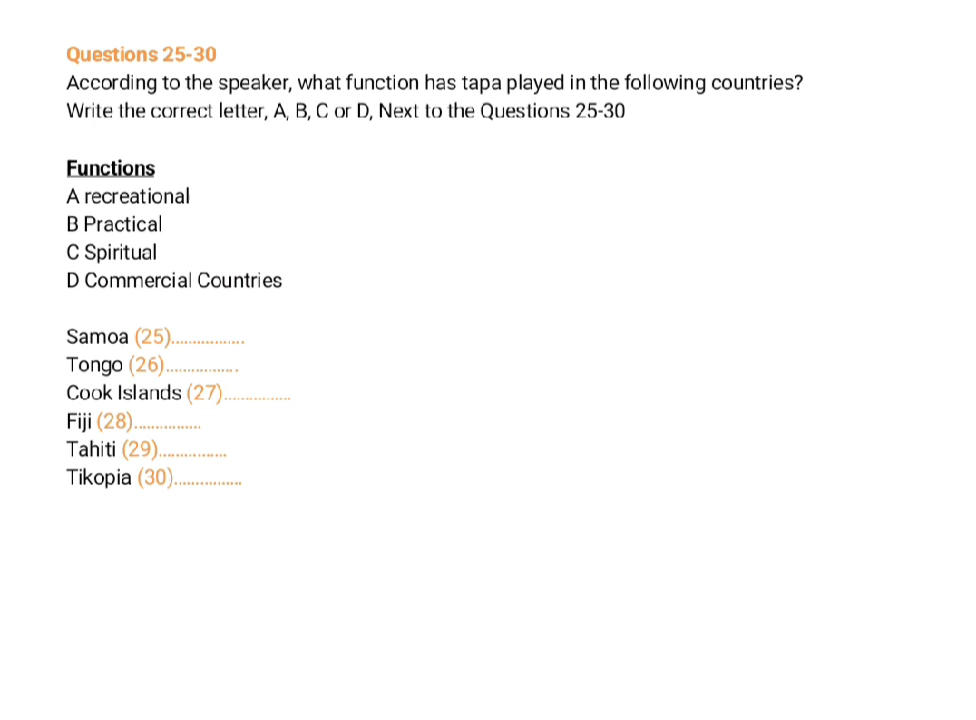 Questions 25-30
According to the speaker, what function has tapa played in the following countries?
Write the correct letter, A, B, C or D, Next to the Questions 25-30
Functions
A recreational
B Practical
C Spiritual
D Commercial Countries
Samoa (25).................
Tongo (26).................
Cook Islands (27)................
Fiji (28)................
Tahiti (29)................
Tikopia (30)................